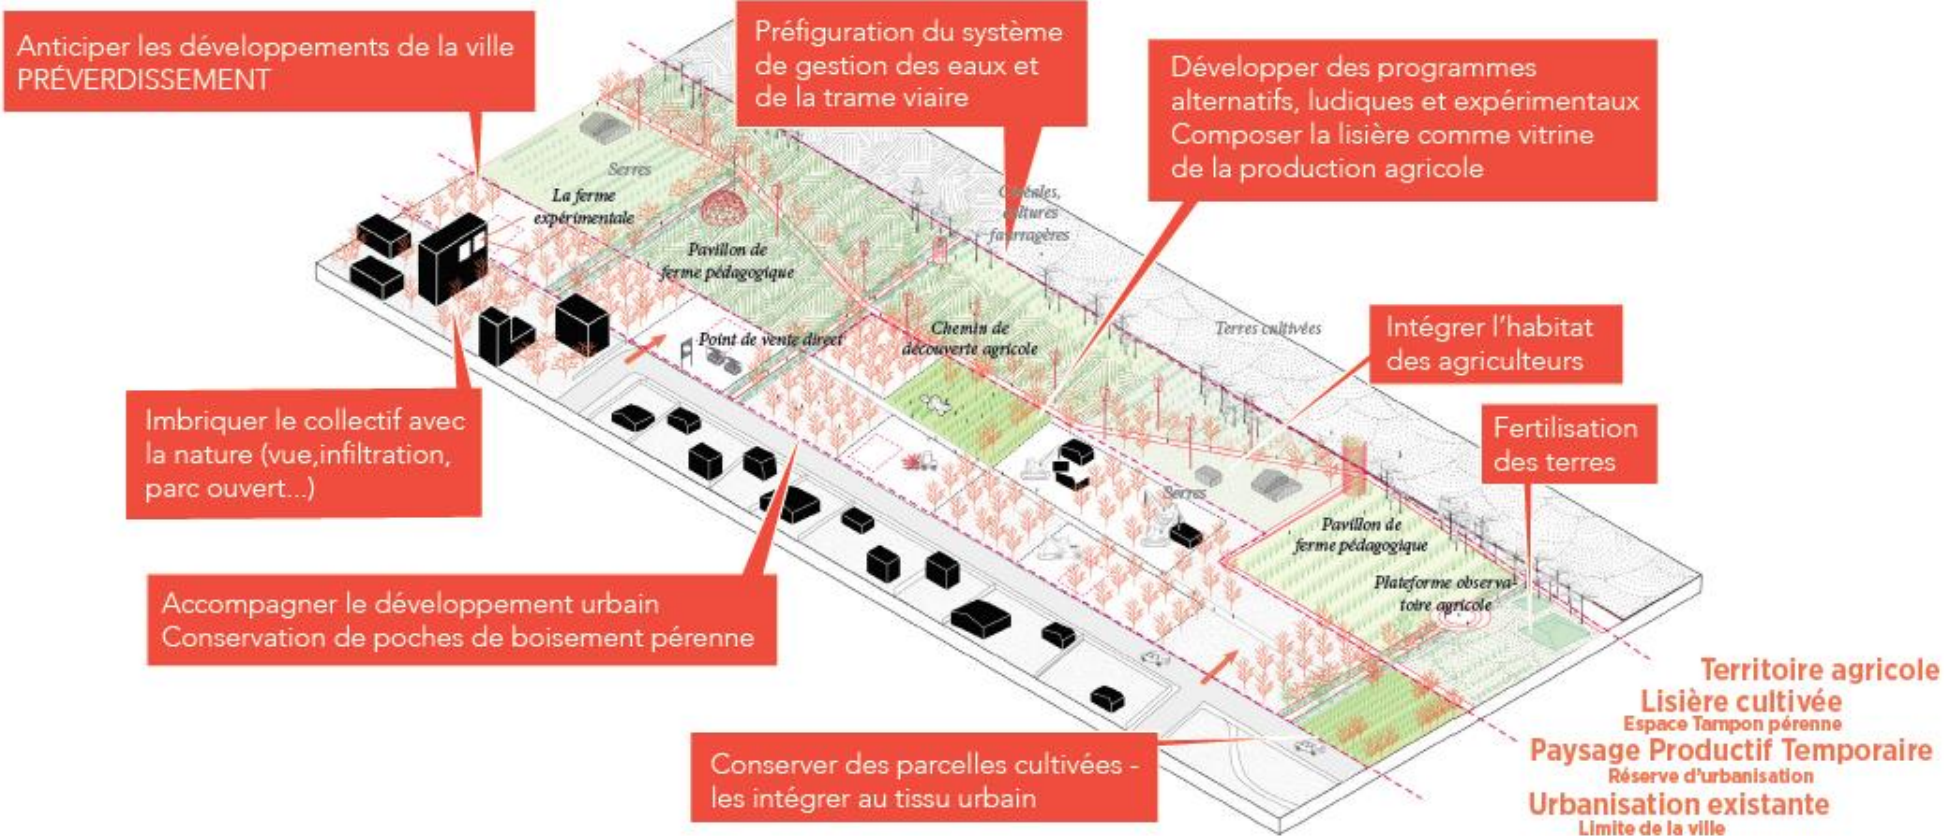 Anticiper les développements de la ville
PRÉVERDISSEMENT
Préfiguration du système
de gestion des eaux et
de la trame viaire
Développer des programmes
alternatifs, ludiques et expérimentaux
Composer la lisière comme vitrine
de la production agricole
Serres
La ferme
expérimentale
Pavillon de
ferme pédagogique
Point de vente direct
Chemin de
découverte agricole
Terres cultivées
Intégrer l'habitat
des agriculteurs
Fertilisation
des terres
Imbriquer le collectif avec
la nature (vue,infiltration,
parc ouvert...)
Serres
Pavillon de
ferme pédagogique
Plateforme observa-
toire agricole
Accompagner le développement urbain
Conservation de poches de boisement pérenne
Conserver des parcelles cultivées -
les intégrer au tissu urbain
Territoire agricole
Lisière cultivée
Espace Tampon pérenne
Paysage Productif Temporaire
Réserve d'urbanisation
Urbanisation existante
Limite de la ville